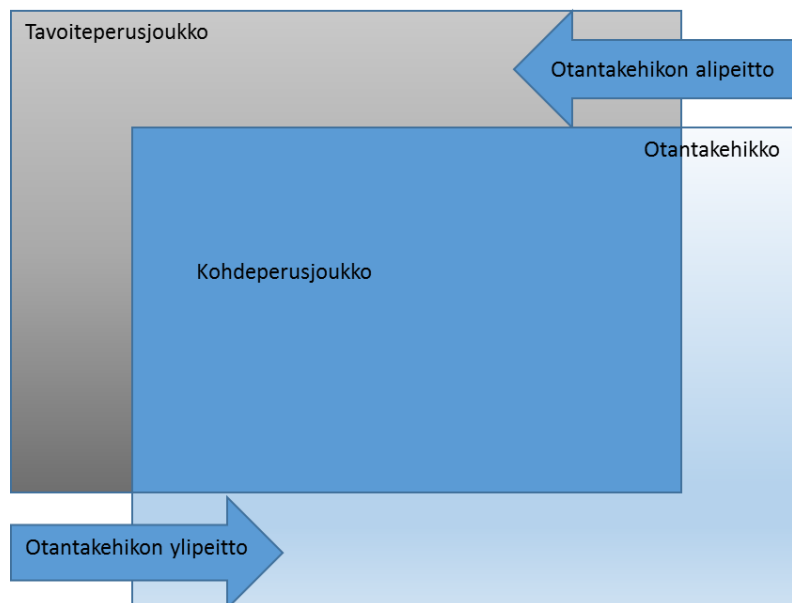 Tavoiteperusjoukko
Otantakehikon alipeitto
Otantakehikko
Kohdeperusjoukko
Otantakehikon ylipeitto